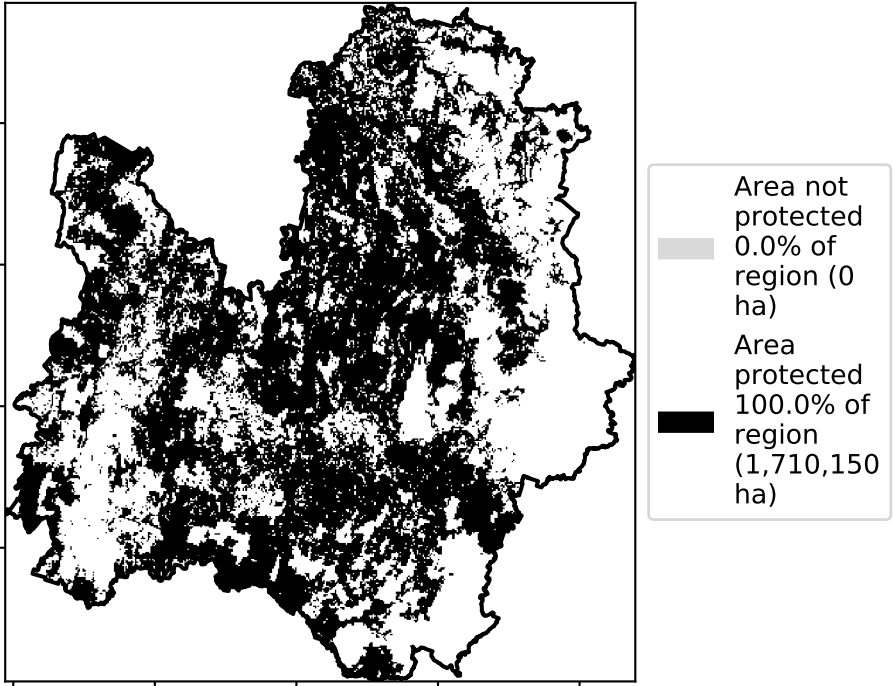 Area not
protected
0.0% of
region (0
ha)
Area
protected
100.0% of
region
(1,710,150
ha)